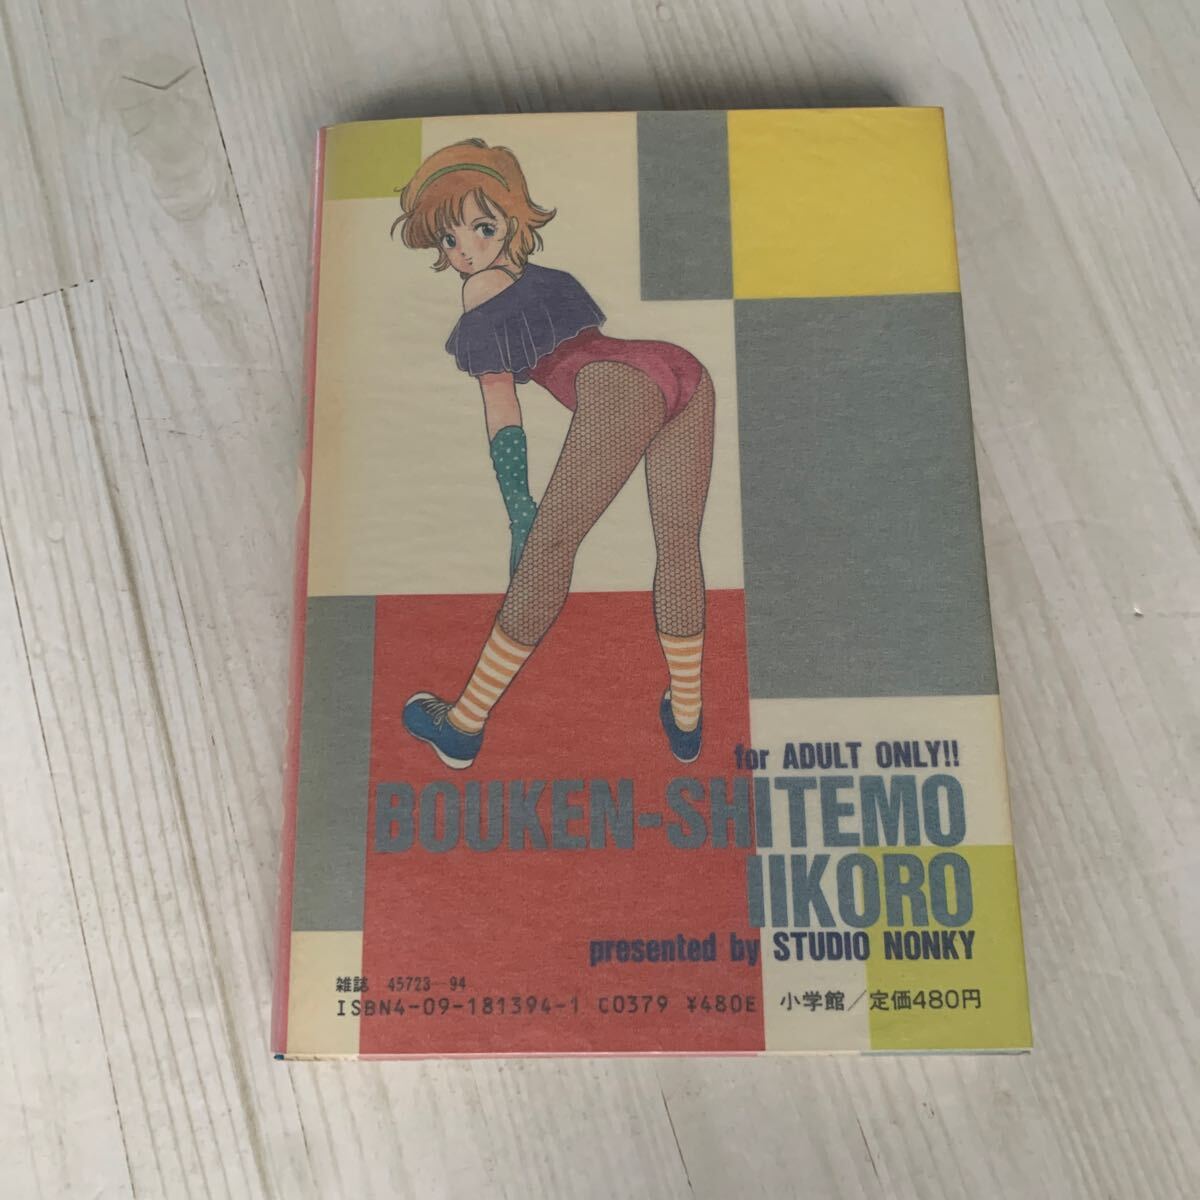 for ADULT ONLY!!
BOUKEN-SHITEMO
IIKORO
presented by STUDIO NONKY
雑誌 45723-94
ISBN4-09-181394-1 C0379 ¥480E 小学館/定価480円